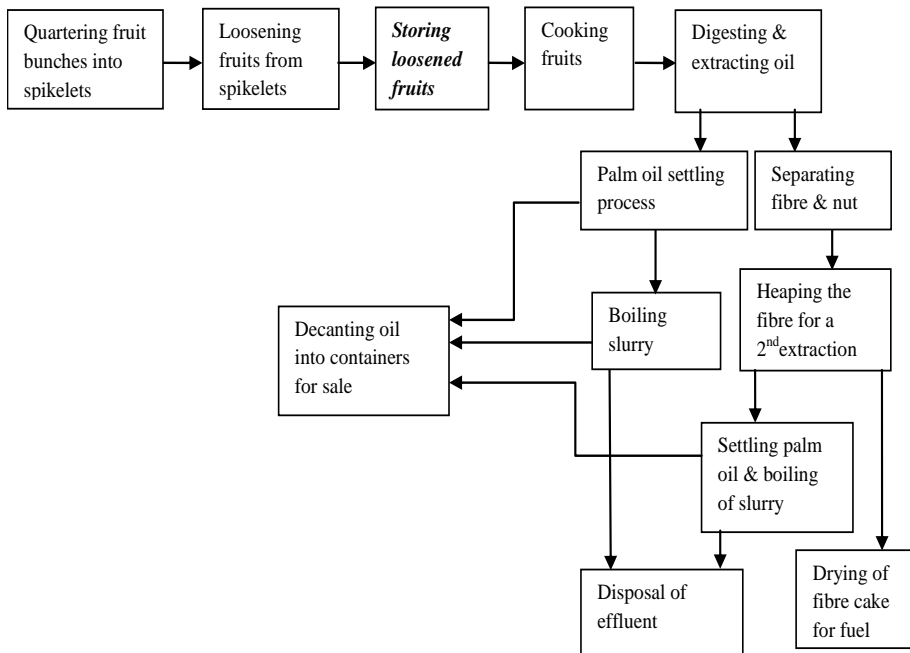 Quartering fruit
bunches into
spikelets
Loosening
fruits from
spikelets
Storing
loosened
fruits
Cooking
fruits
Digesting &
extracting oil
Palm oil settling
process
Separating
fibre & nut
Decanting oil
into containers
for sale
Boiling
slurry
Heaping the
fibre for a
2nd extraction
Settling palm
oil & boiling
of slurry
Disposal of
effluent
Drying of
fibre cake
for fuel